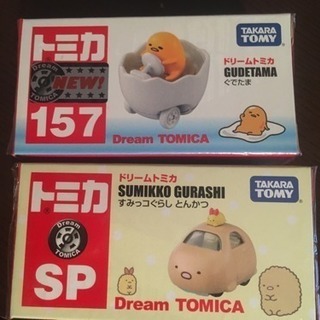 トミカ
Dream TOMICA
NEW!
157
TAKARA TOMY
ドリームトミカ
GUDETAMA
ぐでたま
Dream TOMICA
トミカ
Dream TOMICA
SP
ドリームトミカ
SUMIKKO GURASHI
すみっコぐらし とんかつ
TAKARA TOMY
Dream TOMICA